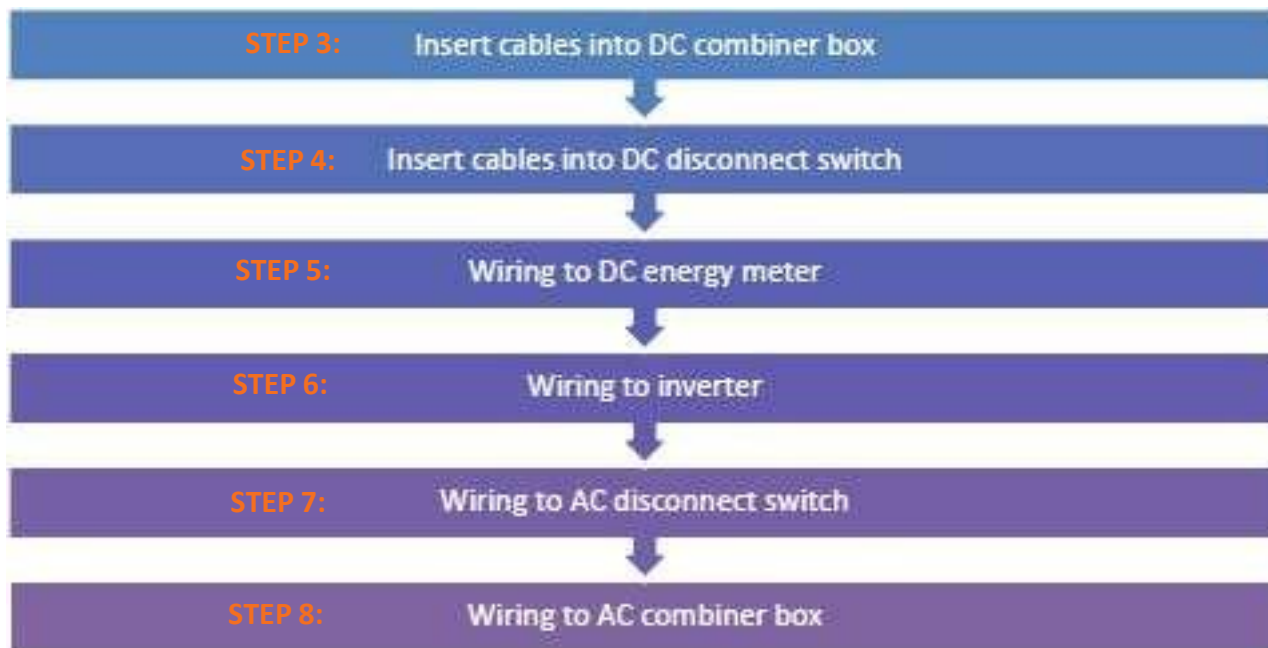 STEP 3: Insert cables into DC combiner box
STEP 4: Insert cables into DC disconnect switch
STEP 5: Wiring to DC energy meter
STEP 6: Wiring to inverter
STEP 7: Wiring to AC disconnect switch
STEP 8: Wiring to AC combiner box